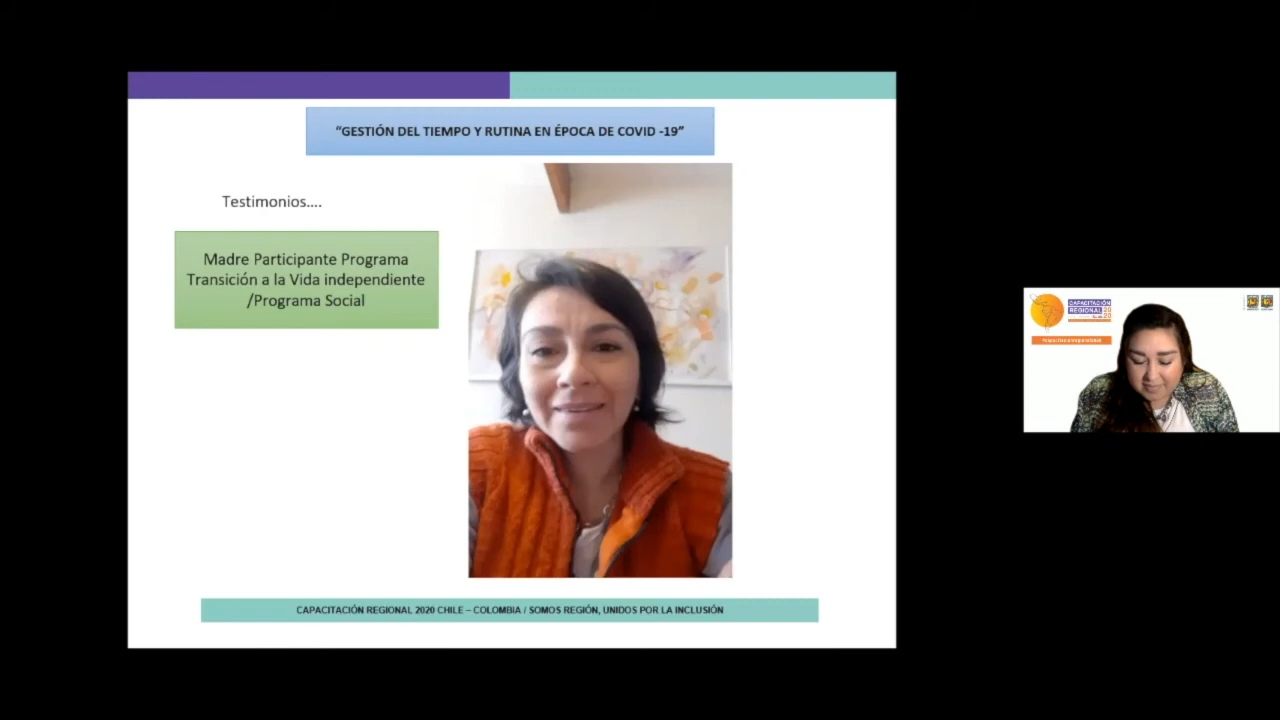 “GESTIÓN DEL TIEMPO Y RUTINA EN ÉPOCA DE COVID -19”
Testimonios....
Madre Participante Programa
Transición a la Vida independiente
/Programa Social
CAPACITACIÓN REGIONAL 2020 CHILE – COLOMBIA / SOMOS REGIÓN, UNIDOS POR LA INCLUSIÓN
CAPACITACIÓN
REGIONAL